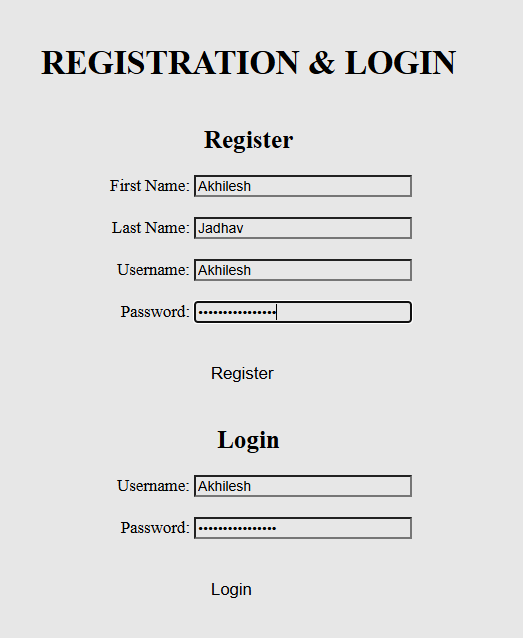 REGISTRATION & LOGIN
Register
First Name: Akhilesh
Last Name: Jadhav
Username: Akhilesh
Password: ••••••••••••••••
Register
Login
Username: Akhilesh
Password: ••••••••••••••••
Login